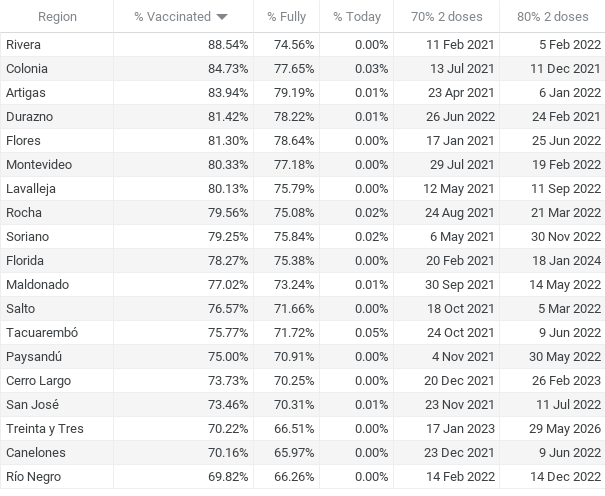 Region % Vaccinated % Fully % Today 70% 2 doses 80% 2 doses
Rivera 88.54% 74.56% 0.00% 11 Feb 2021 5 Feb 2022
Colonia 84.73% 77.65% 0.03% 13 Jul 2021 11 Dec 2021
Artigas 83.94% 79.19% 0.01% 23 Apr 2021 6 Jan 2022
Durazno 81.42% 78.22% 0.01% 26 Jun 2022 24 Feb 2021
Flores 81.30% 78.64% 0.00% 17 Jan 2021 25 Jun 2022
Montevideo 80.33% 77.18% 0.00% 29 Jul 2021 19 Feb 2022
Lavalleja 80.13% 75.79% 0.00% 12 May 2021 11 Sep 2022
Rocha 79.56% 75.08% 0.02% 24 Aug 2021 21 Mar 2022
Soriano 79.25% 75.84% 0.02% 6 May 2021 30 Nov 2022
Florida 78.27% 75.38% 0.00% 20 Feb 2021 18 Jan 2024
Maldonado 77.02% 73.24% 0.01% 30 Sep 2021 14 May 2022
Salto 76.57% 71.66% 0.00% 18 Oct 2021 5 Mar 2022
Tacuarembó 75.77% 71.72% 0.05% 24 Oct 2021 9 Jun 2022
Paysandú 75.00% 70.91% 0.00% 4 Nov 2021 30 May 2022
Cerro Largo 73.73% 70.25% 0.00% 20 Dec 2021 26 Feb 2023
San José 73.46% 70.31% 0.01% 23 Nov 2021 11 Jul 2022
Treinta y Tres 70.22% 66.51% 0.00% 17 Jan 2023 29 May 2026
Canelones 70.16% 65.97% 0.00% 23 Dec 2021 9 Jun 2022
Río Negro 69.82% 66.26% 0.00% 14 Feb 2022 14 Dec 2022